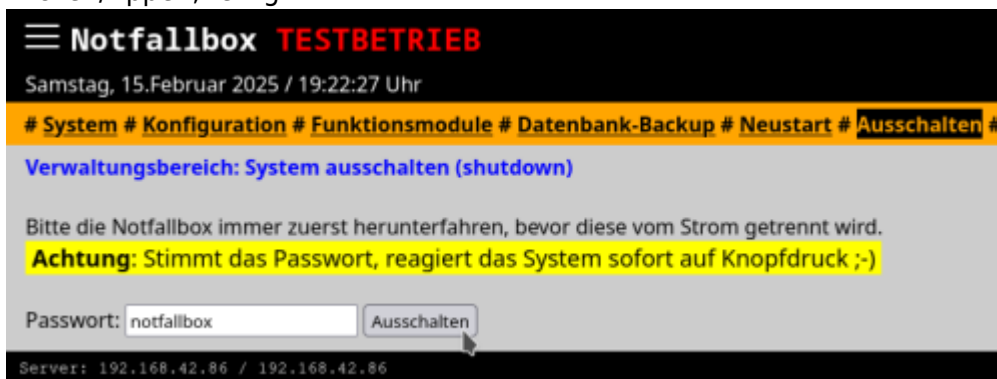 ☰ Notfallbox TESTBETRIEB
Samstag, 15.Februar 2025 / 19:22:27 Uhr
# System # Konfiguration # Funktionsmodule # Datenbank-Backup # Neustart # Ausschalten #
Verwaltungsbereich: System ausschalten (shutdown)
Bitte die Notfallbox immer zuerst herunterfahren, bevor diese vom Strom getrennt wird.
Achtung: Stimmt das Passwort, reagiert das System sofort auf Knopfdruck ;-)
Passwort: notfallbox Ausschalten
Server: 192.168.42.86 / 192.168.42.86